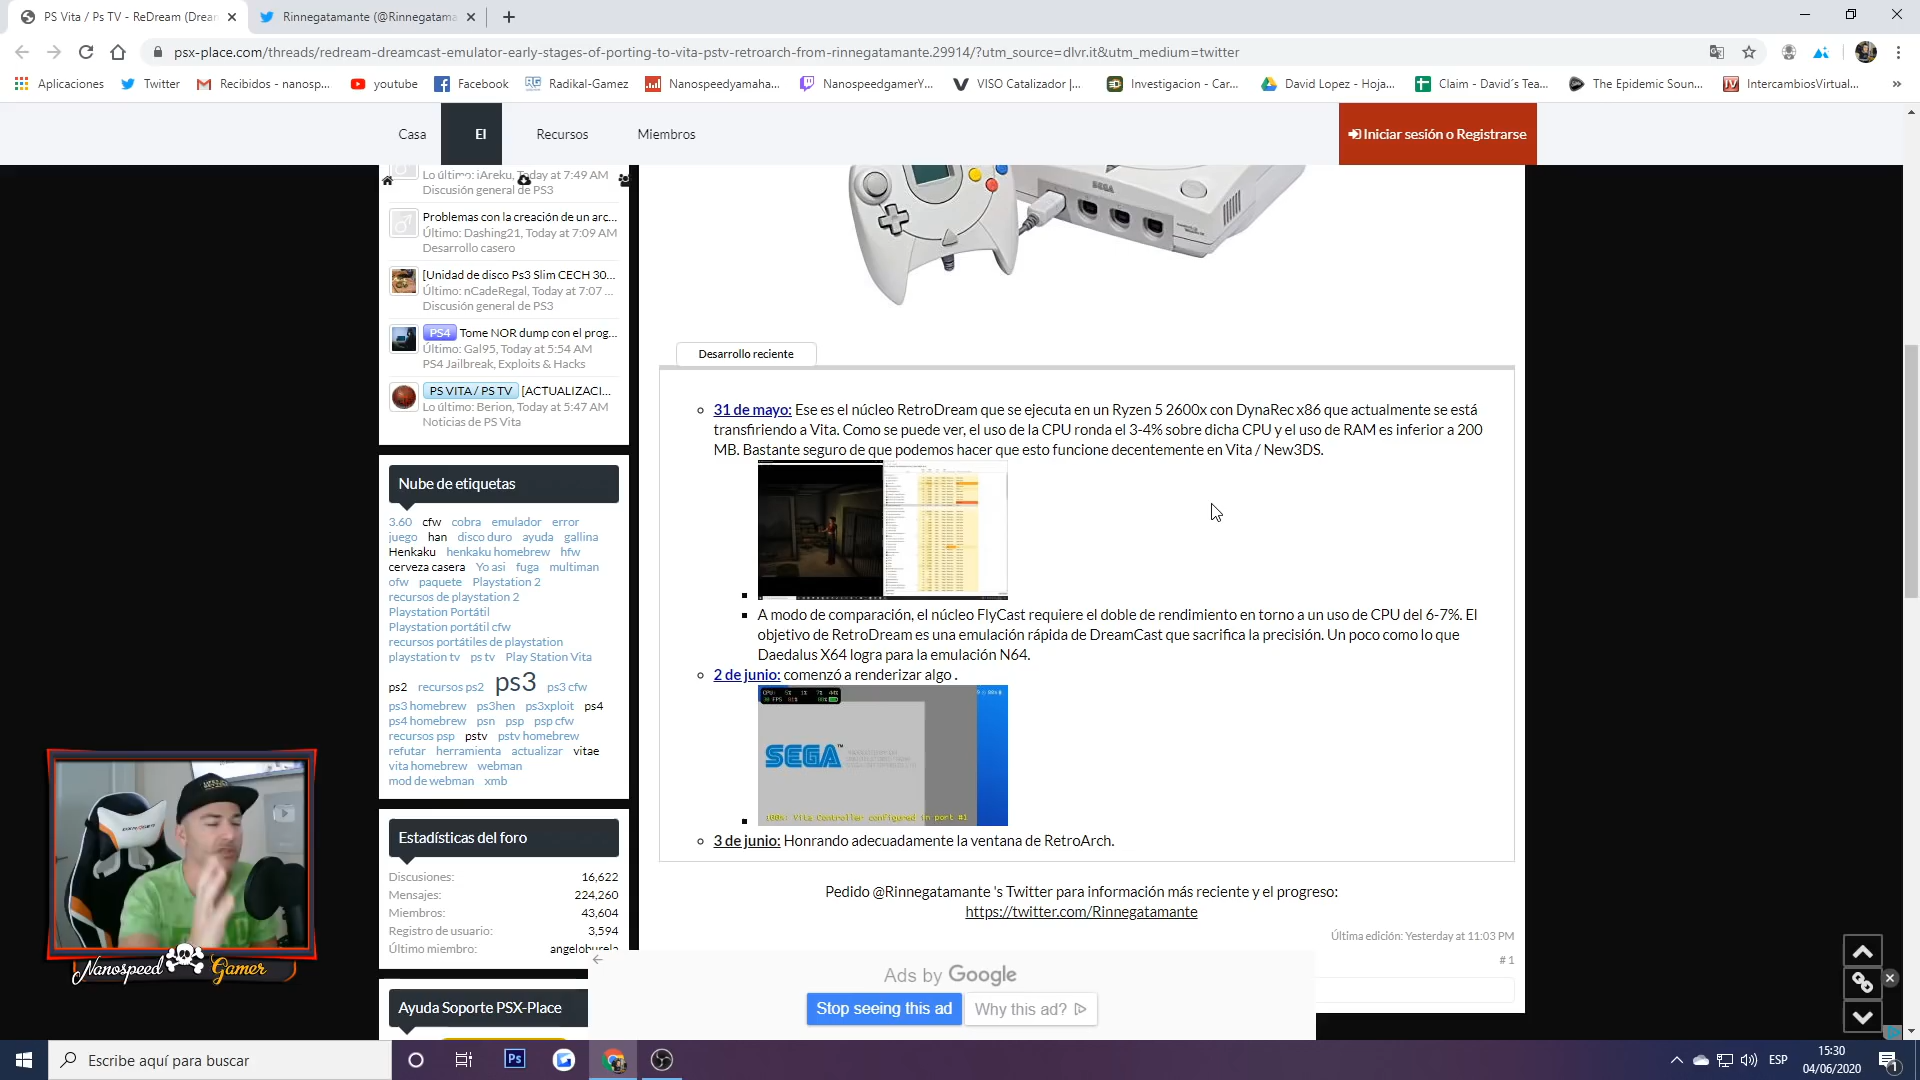 PS Vita / Ps TV - ReDream (Drean
Rinnegatamante (@Rinnegatama
psx-place.com/threads/redream-dreamcast-emulator-early-stages-of-porting-to-vita-pstv-retroarch-from-rinnegatamante.29914/?utm_source=dlvr.it&utm_medium=twitter
Aplicaciones
Twitter
Recibidos - nanosp...
youtube
Facebook
Radikal-Gamez
Nanospeedyamaha...
NanospeedgamerY...
VISO Catalizador |...
Investigacion - Car...
David Lopez - Hoja...
Claim - David´s Tea...
The Epidemic Soun...
IntercambiosVirtual...
Casa
El
Recursos
Miembros
Iniciar sesión o Registrarse
Lo último: iAreku, Today at 7:49 AM
Discusión general de PS3
Problemas con la creación de un arc...
Último: Dashing21, Today at 7:09 AM
Desarrollo casero
[Unidad de disco Ps3 Slim CECH 30...
Último: nCadeRegal, Today at 7:07 ...
Discusión general de PS3
PS4 Tome NOR dump con el prog...
Último: Gal95, Today at 5:54 AM
PS4 Jailbreak, Exploits & Hacks
PS VITA / PS TV [ACTUALIZACI...
Lo último: Berion, Today at 5:47 AM
Noticias de PS Vita
Nube de etiquetas
3.60 cfw cobra emulador error
juego han disco duro ayuda gallina
Henkaku henkaku homebrew hfw
cerveza casera Yo asi fuga multiman
ofw paquete Playstation 2
recursos de playstation 2
Playstation Portátil
Playstation portátil cfw
recursos portátiles de playstation
playstation tv ps tv Play Station Vita
ps2 recursos ps2 ps3 ps3 cfw
ps3 homebrew ps3hen ps3xploit ps4
ps4 homebrew psn psp psp cfw
recursos psp pstv pstv homebrew
refutar herramienta actualizar vitae
vita homebrew webman
mod de webman xmb
Estadísticas del foro
Discusiones: 16,622
Mensajes: 224,260
Miembros: 43,604
Registro de usuario: 3,594
Último miembro: angeloburela
Ayuda Soporte PSX-Place
SEGA
Desarrollo reciente
31 de mayo: Ese es el núcleo RetroDream que se ejecuta en un Ryzen 5 2600x con DynaRec x86 que actualmente se está
transfiriendo a Vita. Como se puede ver, el uso de la CPU ronda el 3-4% sobre dicha CPU y el uso de RAM es inferior a 200
MB. Bastante seguro de que podemos hacer que esto funcione decentemente en Vita / New3DS.
A modo de comparación, el núcleo FlyCast requiere el doble de rendimiento en torno a un uso de CPU del 6-7%. El
objetivo de RetroDream es una emulación rápida de DreamCast que sacrifica la precisión. Un poco como lo que
Daedalus X64 logra para la emulación N64.
2 de junio: comenzó a renderizar algo .
SEGA™
100%: Vita Controller configured in port #1
3 de junio: Honrando adecuadamente la ventana de RetroArch.
Pedido @Rinnegatamante 's Twitter para información más reciente y el progreso:
https://twitter.com/Rinnegatamante
Última edición: Yesterday at 11:03 PM
# 1
Ads by Google
Stop seeing this ad
Why this ad?
Nanospeed Gamer
Escribe aquí para buscar
Ps
ESP
15:30
04/06/2020
1